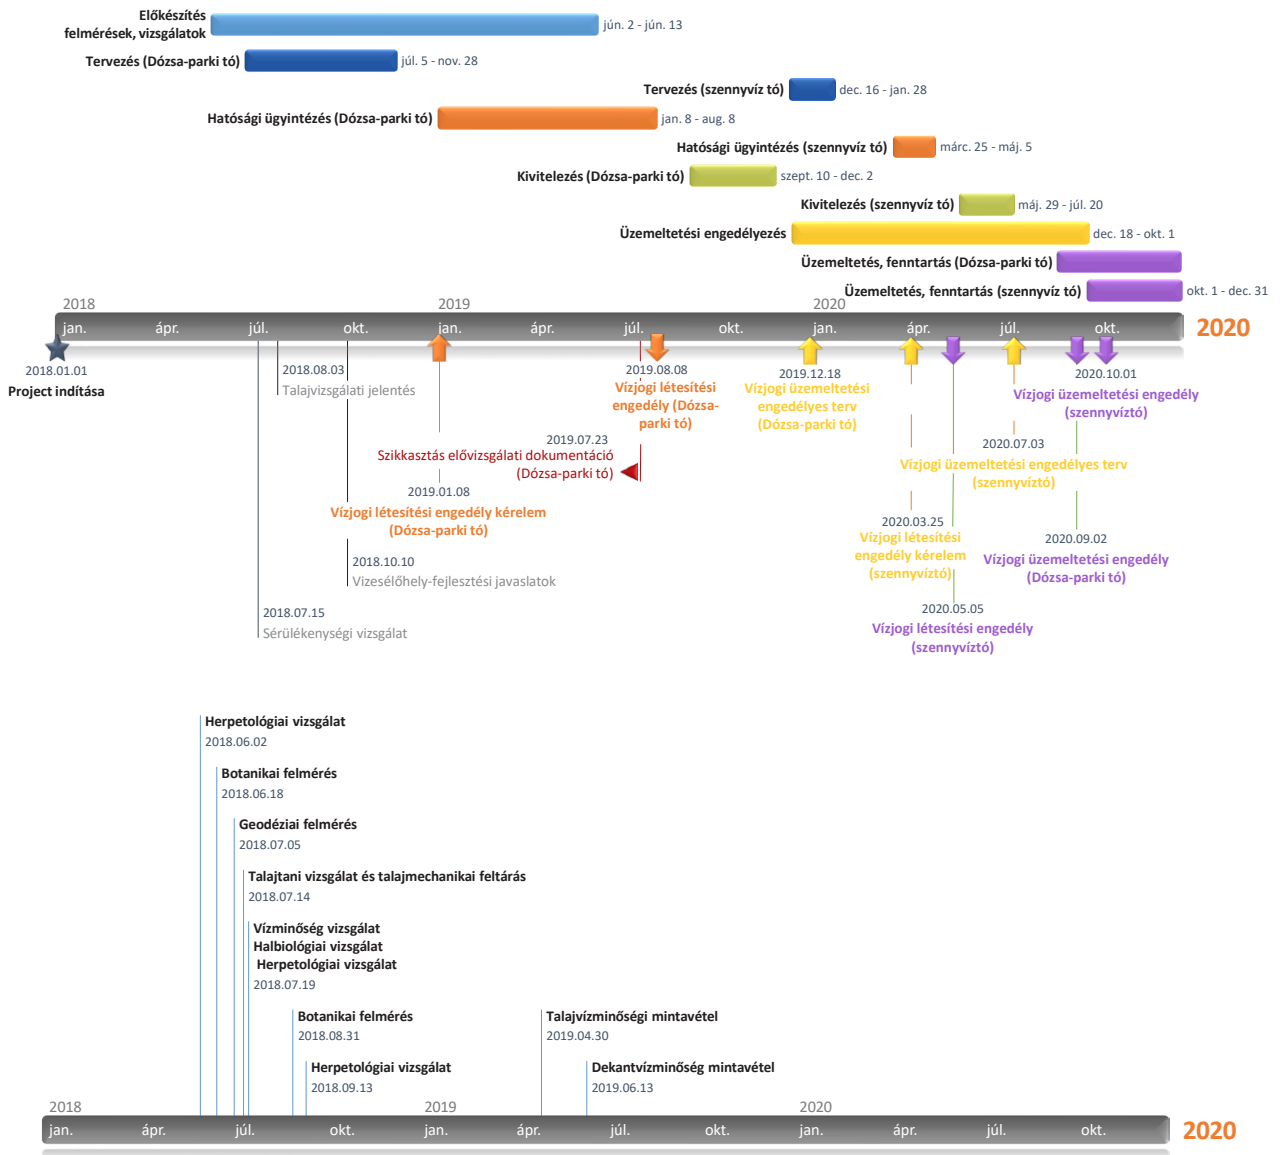 Előkészítés
felmérések, vizsgálatok
jún. 2 - jún. 13
Tervezés (Dózsa-parki tó)
júl. 5 - nov. 28
Tervezés (szennyvíz tó)
dec. 16 - jan. 28
Hatósági ügyintézés (Dózsa-parki tó)
jan. 8 - aug. 8
Hatósági ügyintézés (szennyvíz tó)
márc. 25 - máj. 5
Kivitelezés (Dózsa-parki tó)
szept. 10 - dec. 2
Kivitelezés (szennyvíz tó)
máj. 29 - júl. 20
Üzemeltetési engedélyezés
dec. 18 - okt. 1
Üzemeltetés, fenntartás (Dózsa-parki tó)
Üzemeltetés, fenntartás (szennyvíz tó)
okt. 1 - dec. 31
2018 2019 2020
jan. ápr. júl. okt. jan. ápr. júl. okt. jan. ápr. júl. okt. 2020
2018.01.01
Project indítása
2018.08.03
Talajvizsgálati jelentés
2019.08.08
Vízjogi létesítési
engedély (Dózsa-
parki tó)
2019.12.18
Vízjogi üzemeltetési
engedélyes terv
(Dózsa-parki tó)
2020.10.01
Vízjogi üzemeltetési engedély
(szennyvíztó)
2019.07.23
Szikkasztás elővizsgálati dokumentáció
(Dózsa-parki tó)
2020.07.03
Vízjogi üzemeltetési engedélyes terv
(szennyvíztó)
2019.01.08
Vízjogi létesítési engedély kérelem
(Dózsa-parki tó)
2020.03.25
Vízjogi létesítési
engedély kérelem
(szennyvíztó)
2020.09.02
Vízjogi üzemeltetési engedély
(Dózsa-parki tó)
2018.10.10
Vizesélőhely-fejlesztési javaslatok
2018.07.15
Sérülékenységi vizsgálat
2020.05.05
Vízjogi létesítési engedély
(szennyvíztó)
Herpetológiai vizsgálat
2018.06.02
Botanikai felmérés
2018.06.18
Geodéziai felmérés
2018.07.05
Talajtani vizsgálat és talajmechanikai feltárás
2018.07.14
Vízminőség vizsgálat
Halbiológiai vizsgálat
Herpetológiai vizsgálat
2018.07.19
Botanikai felmérés
2018.08.31
Talajvízminőségi mintavétel
2019.04.30
Herpetológiai vizsgálat
2018.09.13
Dekantvízminőség mintavétel
2019.06.13
2018 2019 2020
jan. ápr. júl. okt. jan. ápr. júl. okt. jan. ápr. júl. okt. 2020